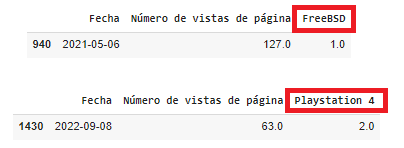 Fecha Número de vistas de página FreeBSD
940 2021-05-06 127.0 1.0
Fecha Número de vistas de página Playstation 4
1430 2022-09-08 63.0 2.0